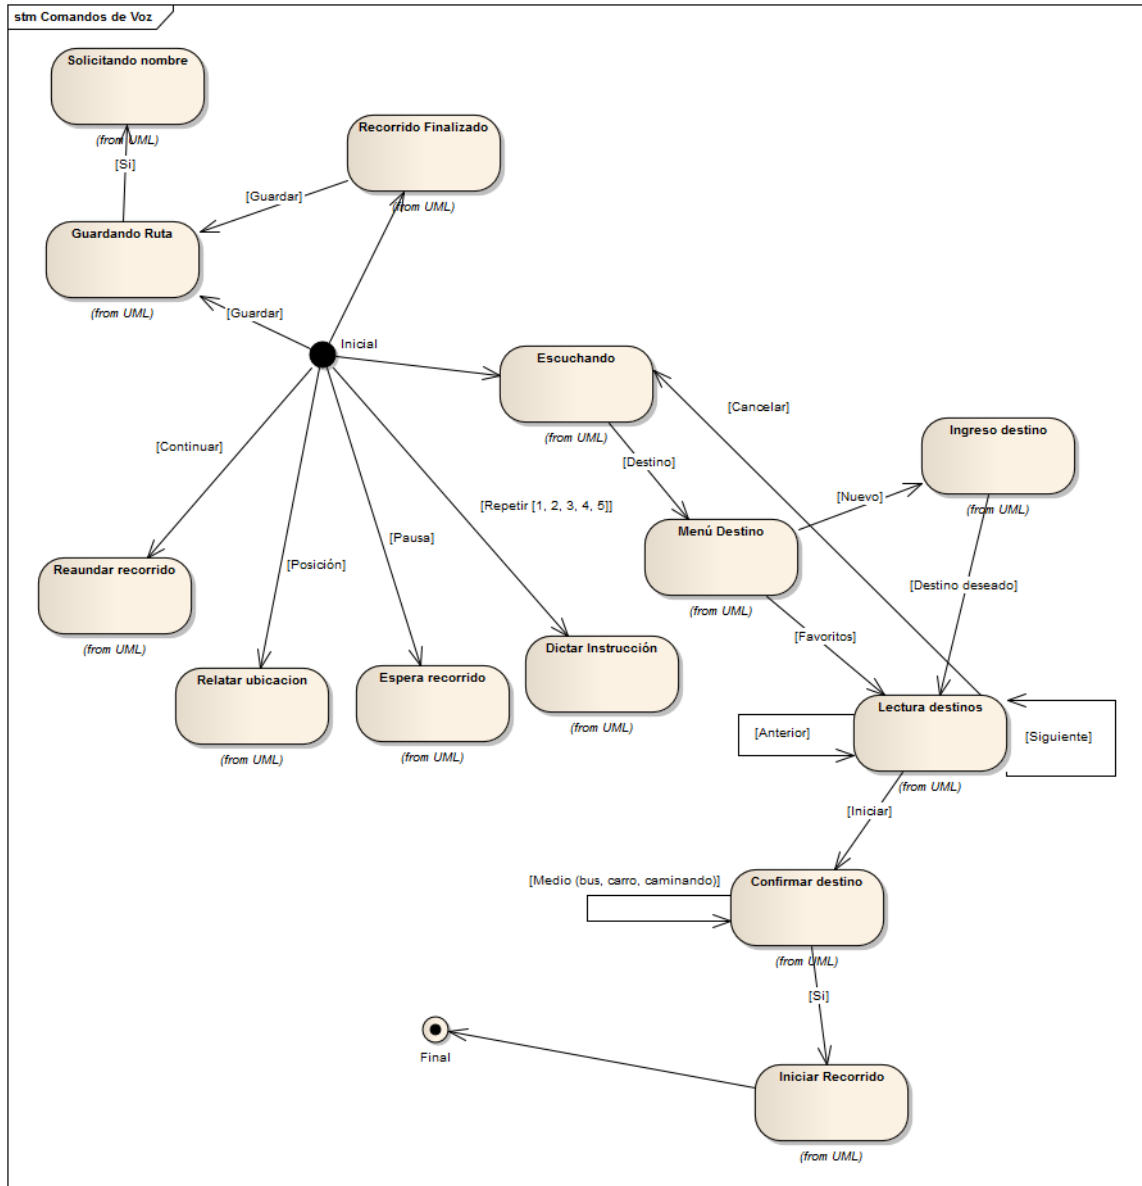 stm Comandos de Voz
Solicitando nombre
(from UML)
[Si]
Recorrido Finalizado
(from UML)
[Guardar]
Guardando Ruta
(from UML)
[Guardar]
Inicial
Escuchando
(from UML)
[Cancelar]
[Continuar]
[Destino]
Ingreso destino
(from UML)
[Nuevo]
[Repetir [1, 2, 3, 4, 5]]
[Pausa]
Menú Destino
(from UML)
[Posición]
Reaundar recorrido
(from UML)
[Destino deseado]
[Favoritos]
Dictar Instrucción
(from UML)
Relatar ubicacion
(from UML)
Espera recorrido
(from UML)
Lectura destinos
(from UML)
[Anterior]
[Siguiente]
[Iniciar]
[Medio (bus, carro, caminando)]
Confirmar destino
(from UML)
[Si]
Final
Iniciar Recorrido
(from UML)